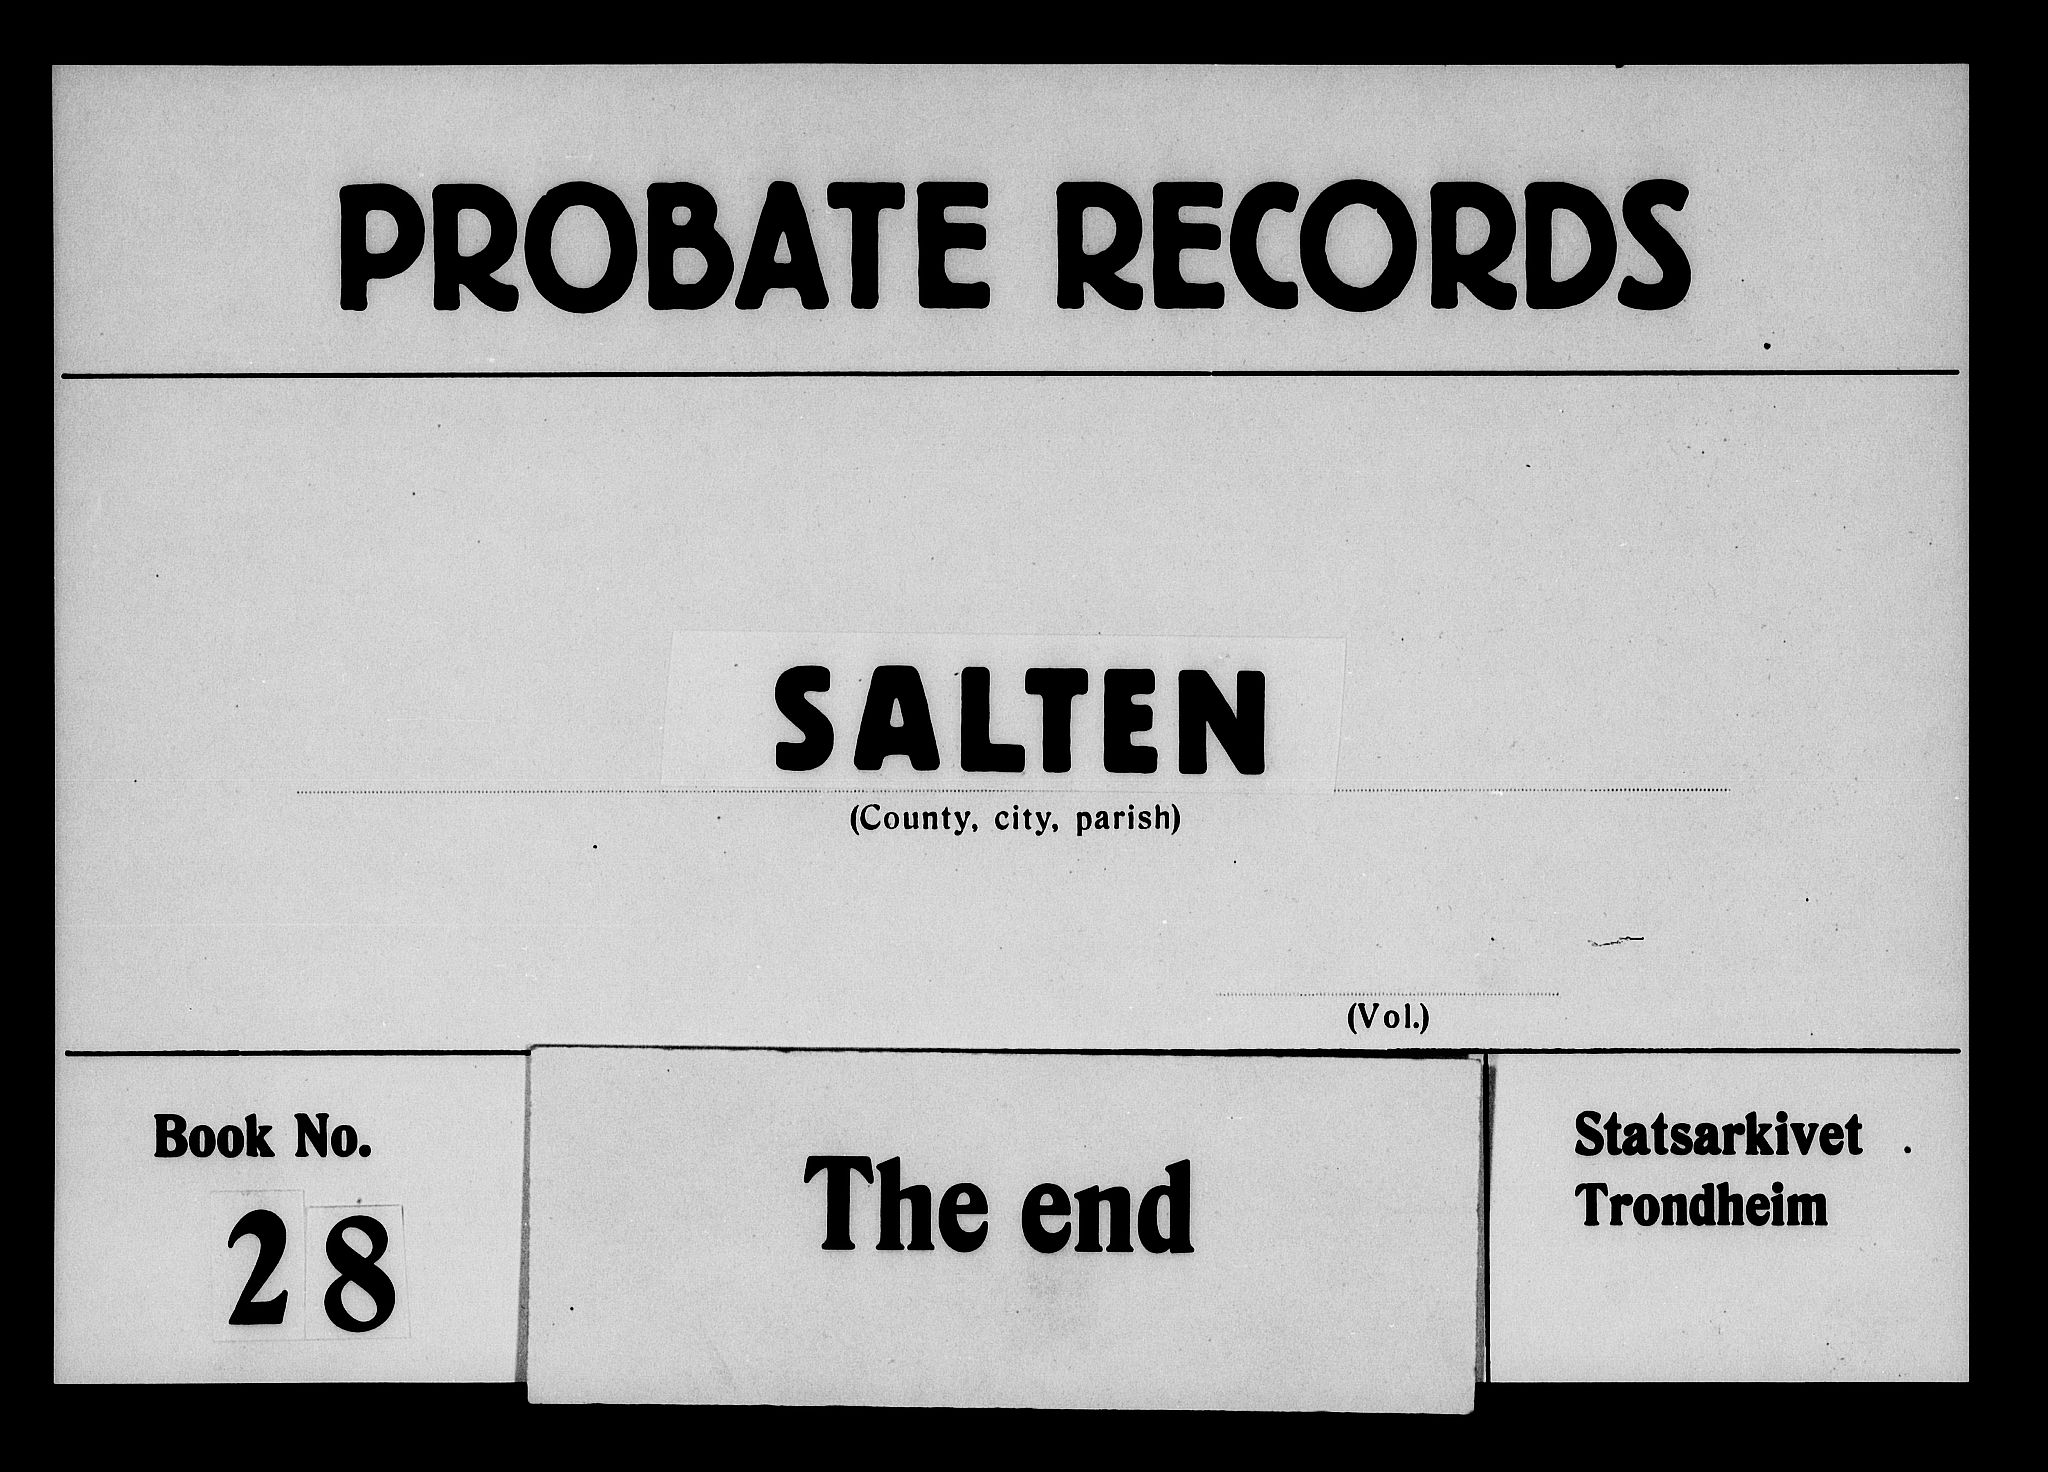 PROBATE RECORDS
SALTEN
(County, city, parish)
(Vol.)
Book No.
28
The end
Statsarkivet
Trondheim